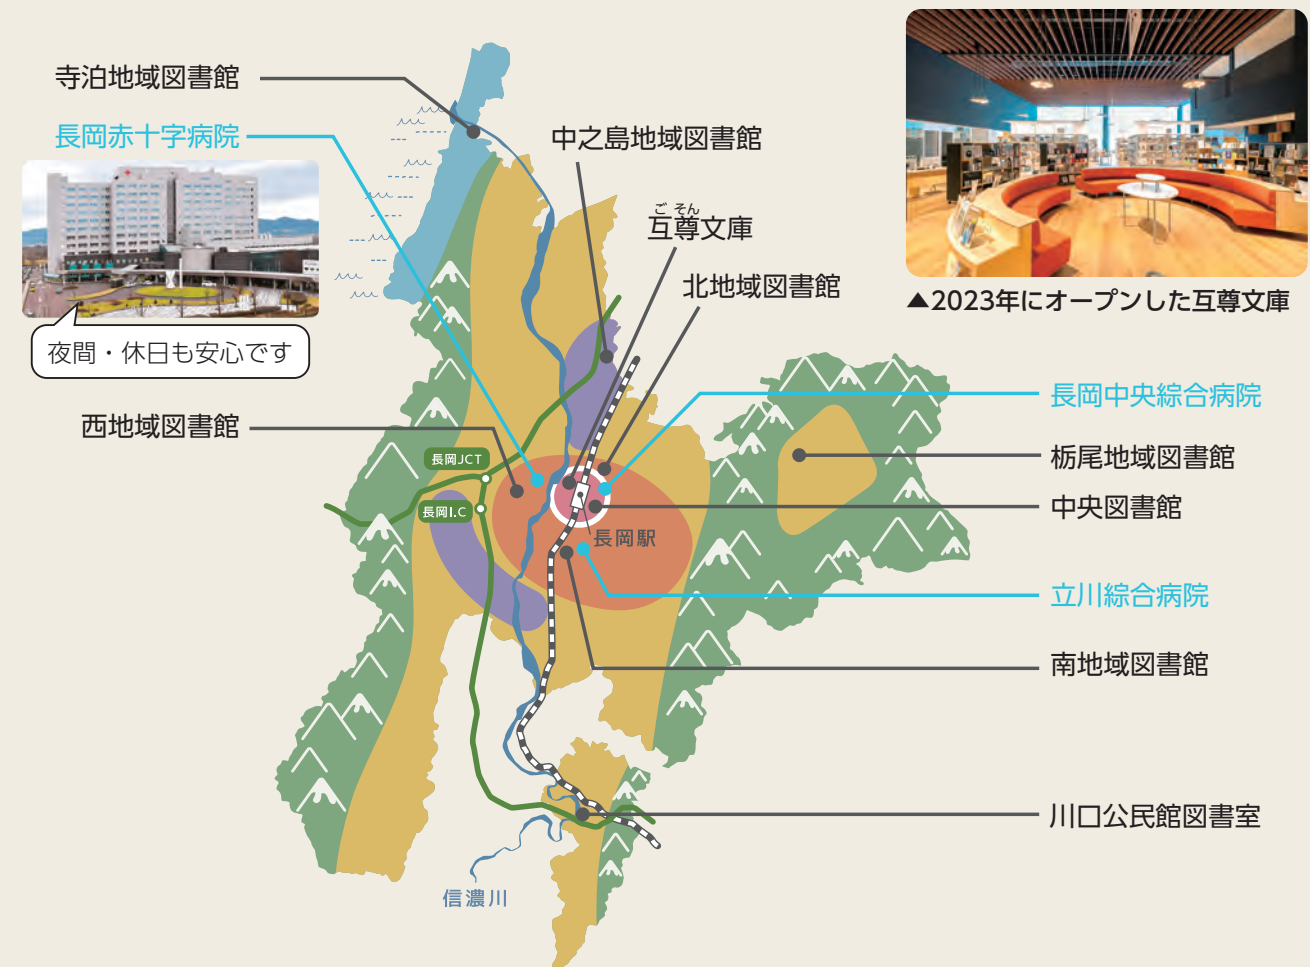 寺泊地域図書館
長岡赤十字病院
夜間・休日も安心です
中之島地域図書館
ごそん
互尊文庫
北地域図書館
▲2023年にオープンした互尊文庫
西地域図書館
長岡JCT
長岡I.C
長岡駅
長岡中央綜合病院
栃尾地域図書館
中央図書館
立川綜合病院
南地域図書館
川口公民館図書室
信濃川